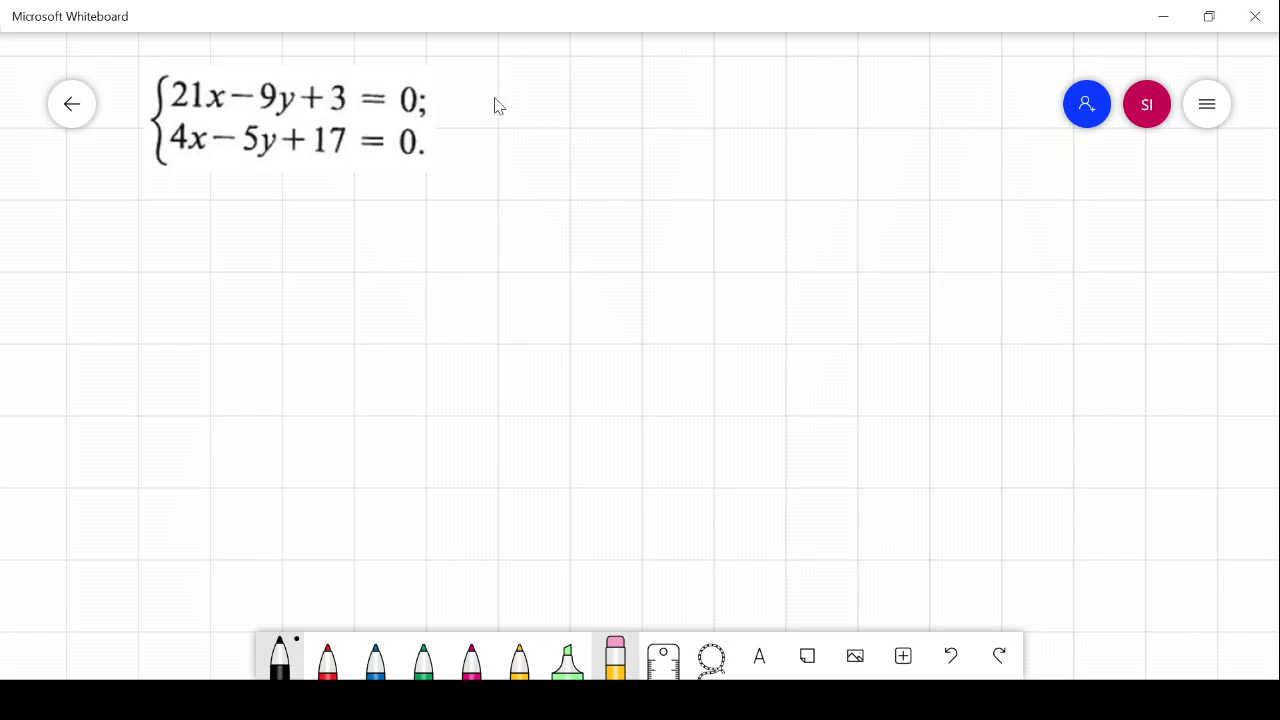 Microsoft Whiteboard
21x−9y+3 = 0;
4x−5y+17 = 0.
SI
A